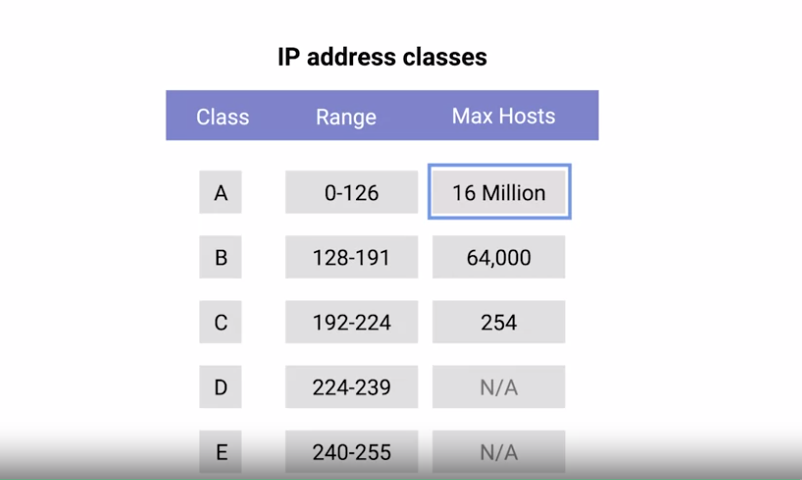 IP address classes
Class Range Max Hosts
A 0-126 16 Million
B 128-191 64,000
C 192-224 254
D 224-239 N/A
E 240-255 N/A